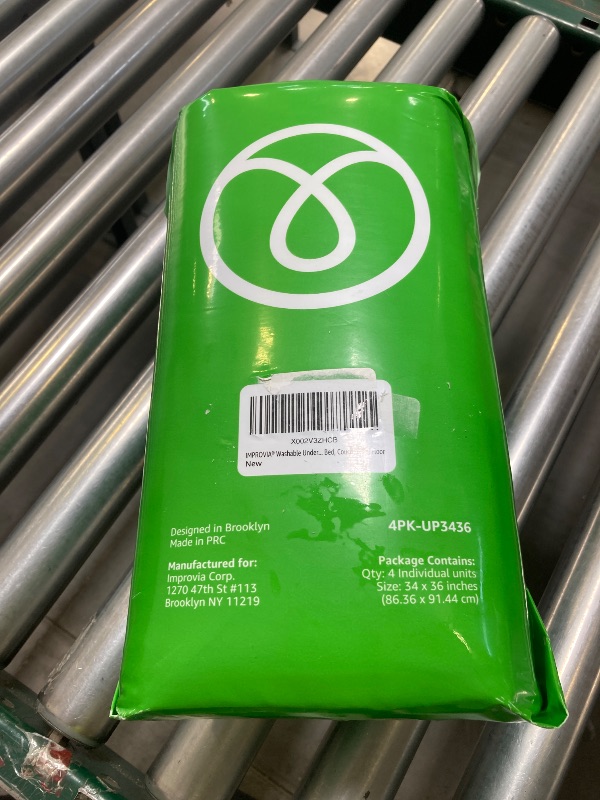 X002V3ZHCB
IMPROVIA® Washable Under... Bed, 
New
Designed in Brooklyn
Made in PRC
4PK-UP3436
Manufactured for:
Improvia Corp.
1270 47th St #113
Brooklyn NY 11219
Package Contains:
Qty: 4 Individual units
Size: 34 x 36 inches
(86.36 x 91.44 cm)